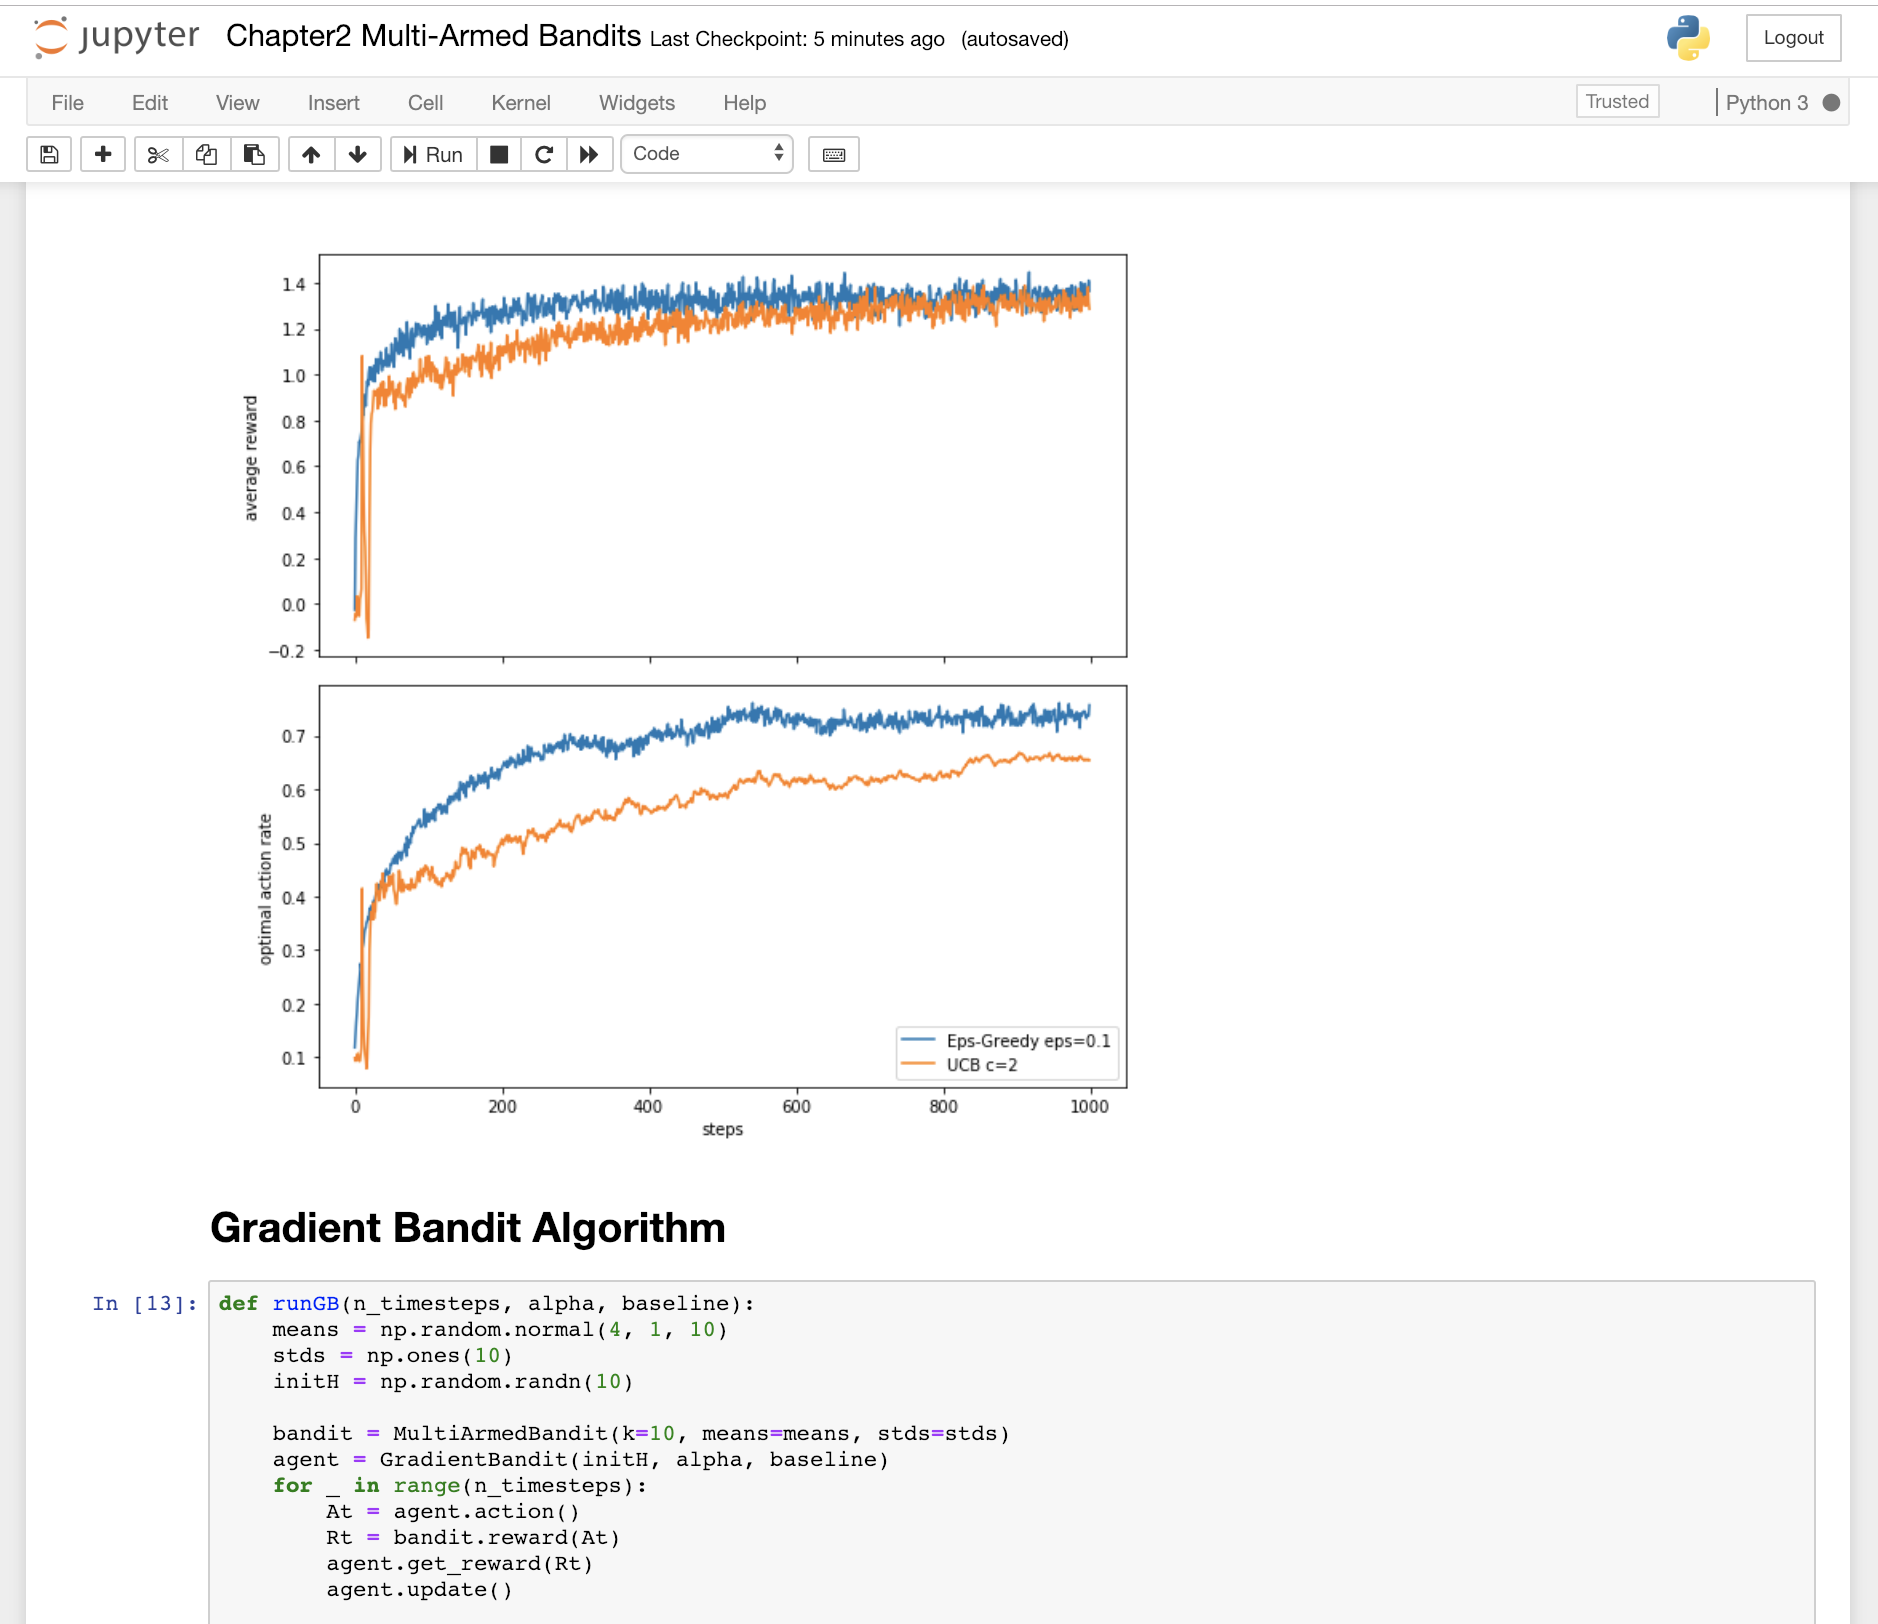 jupyter Chapter2 Multi-Armed Bandits Last Checkpoint: 5 minutes ago (autosaved)
Logout
File Edit View Insert Cell Kernel Widgets Help
Trusted
Python 3
Run
Code
1.4
1.2
1.0
0.8
0.6
0.4
0.2
0.0
−0.2
average reward
0.7
0.6
0.5
0.4
0.3
0.2
0.1
optimal action rate
Eps-Greedy eps=0.1
UCB c=2
0 200 400 600 800 1000
steps
Gradient Bandit Algorithm
In [13]:
def runGB(n_timesteps, alpha, baseline):
    means = np.random.normal(4, 1, 10)
    stds = np.ones(10)
    initH = np.random.randn(10)
    bandit = MultiArmedBandit(k=10, means=means, stds=stds)
    agent = GradientBandit(initH, alpha, baseline)
    for _ in range(n_timesteps):
        At = agent.action()
        Rt = bandit.reward(At)
        agent.get_reward(Rt)
        agent.update()